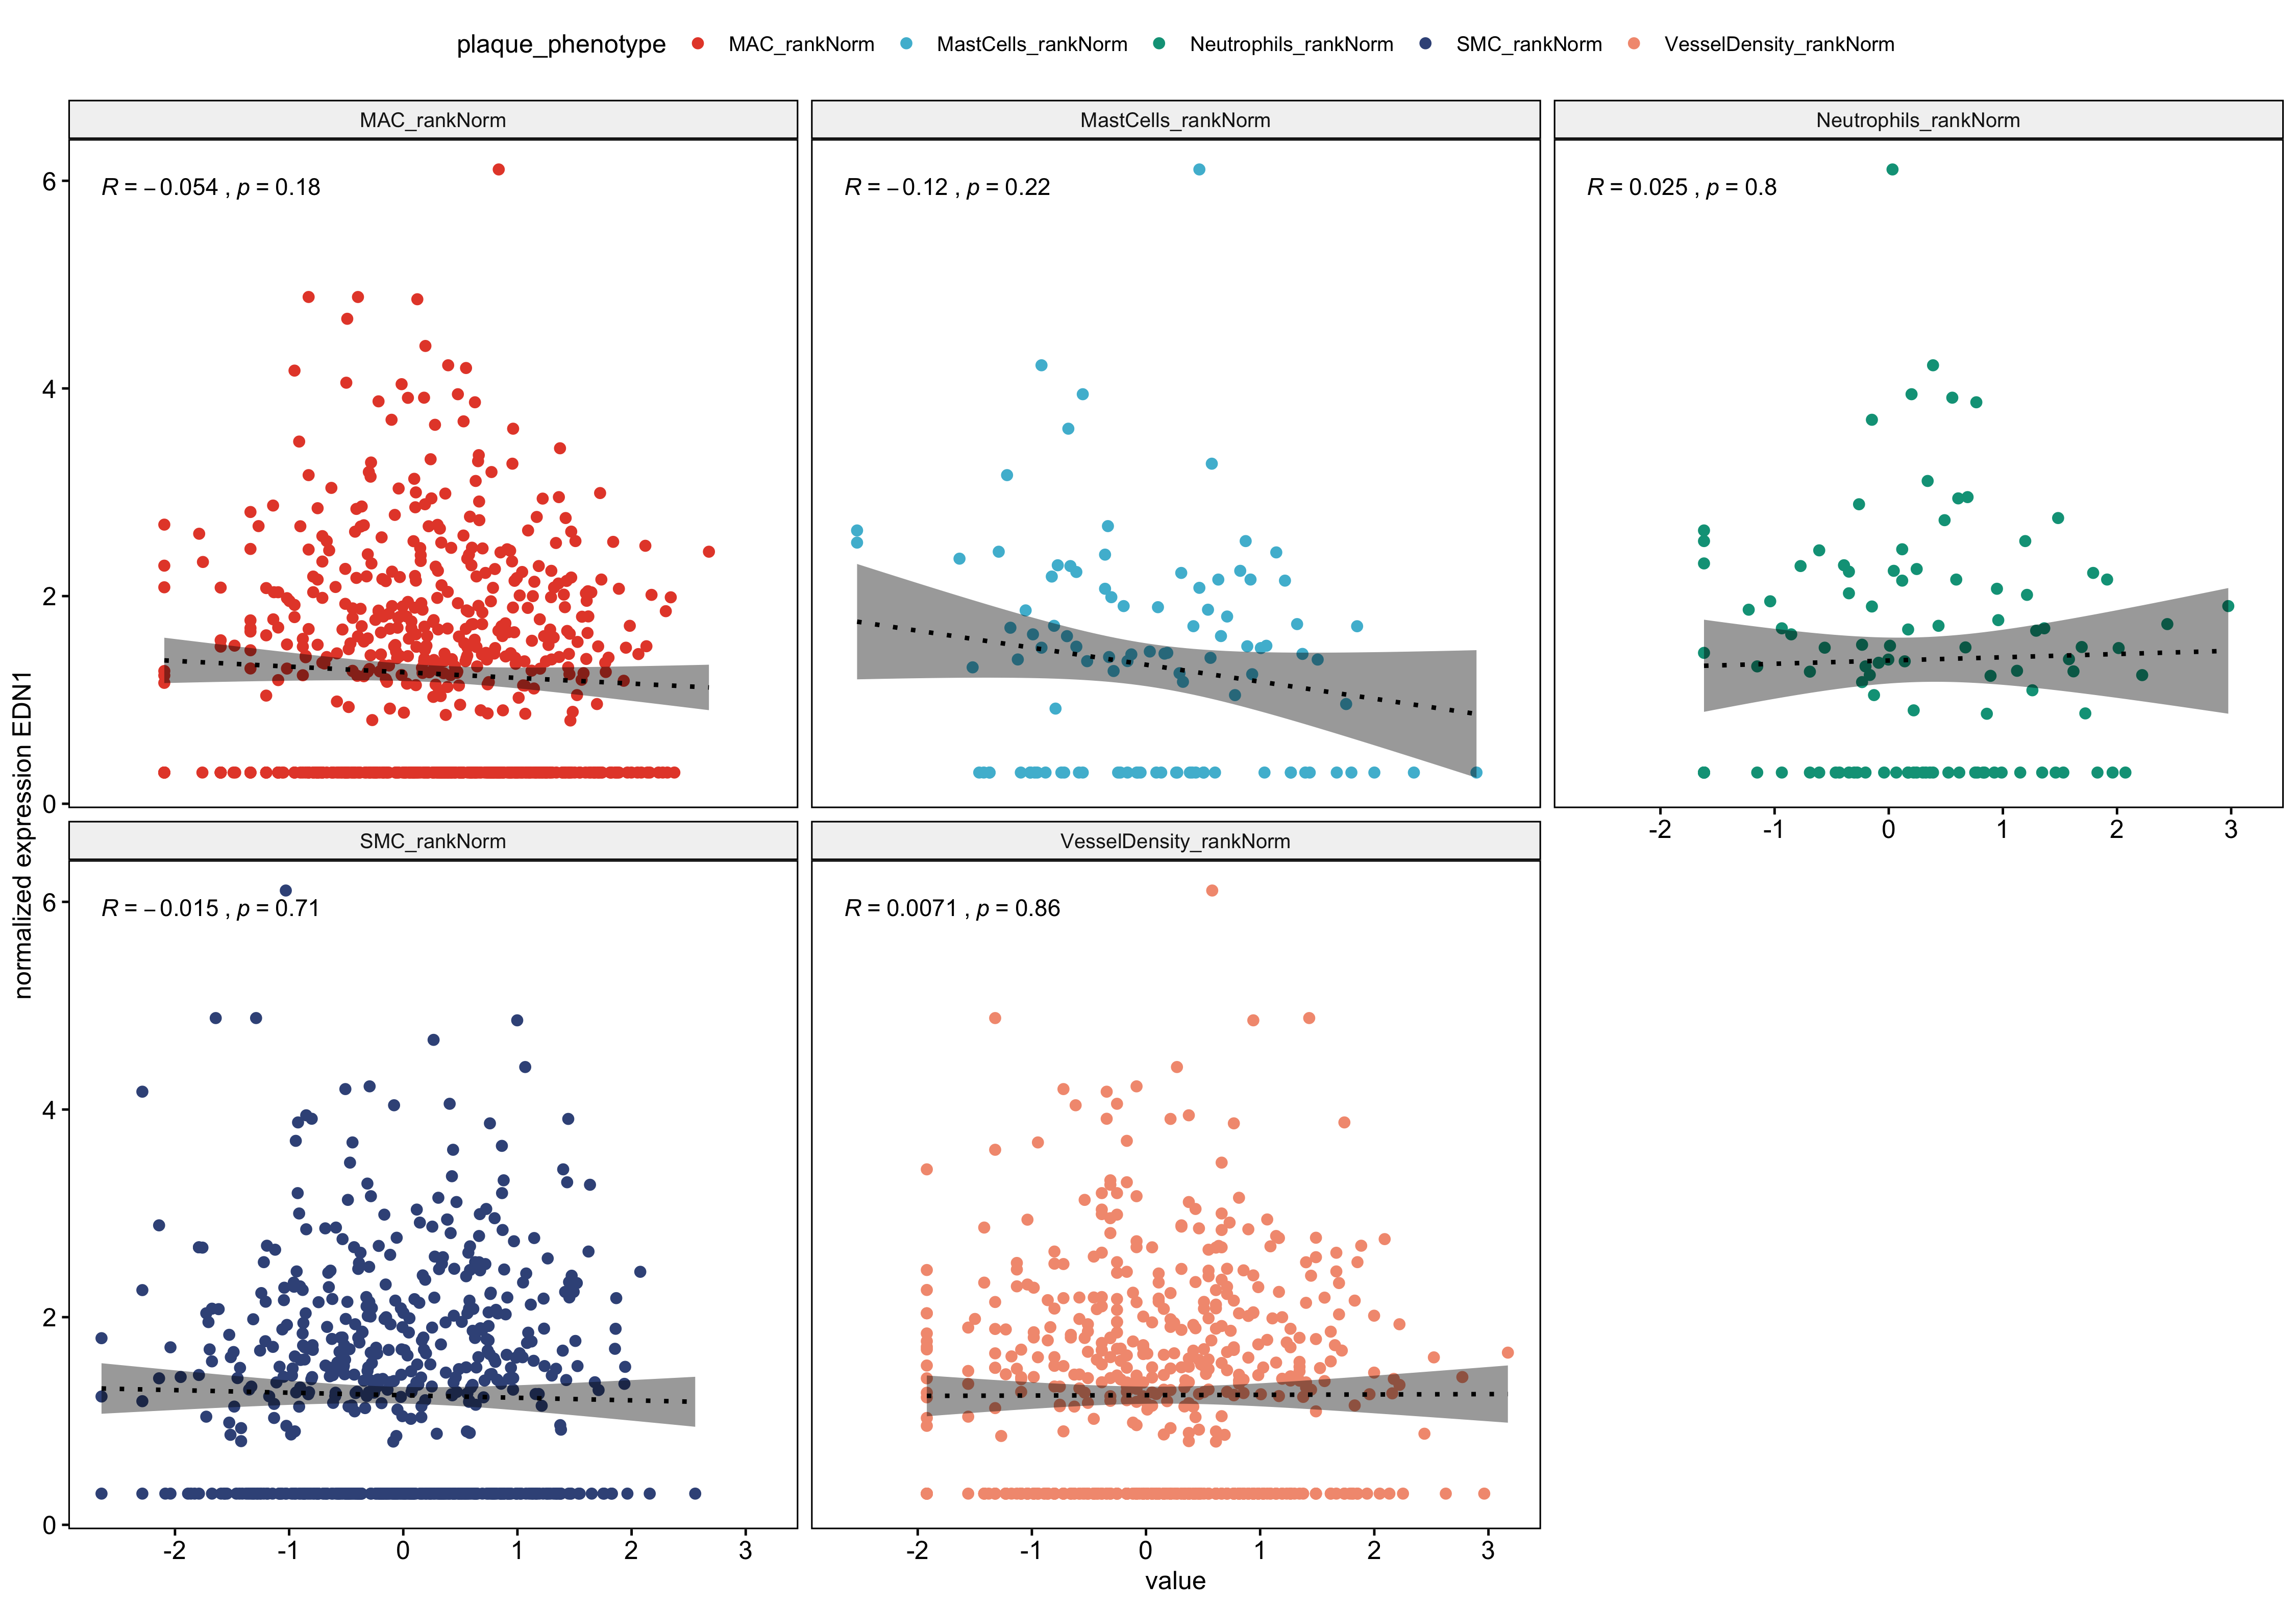 plaque_phenotype MAC_rankNorm MastCells_rankNorm Neutrophils_rankNorm SMC_rankNorm VesselDensity_rankNorm
MAC_rankNorm MastCells_rankNorm Neutrophils_rankNorm
R = −0.054 , p = 0.18
R = −0.12 , p = 0.22
R = 0.025 , p = 0.8
6
4
2
0
-2 -1 0 1 2 3
normalized expression EDN1
SMC_rankNorm VesselDensity_rankNorm
R = −0.015 , p = 0.71
R = 0.0071 , p = 0.86
6
4
2
0
-2 -1 0 1 2 3
-2 -1 0 1 2 3
value